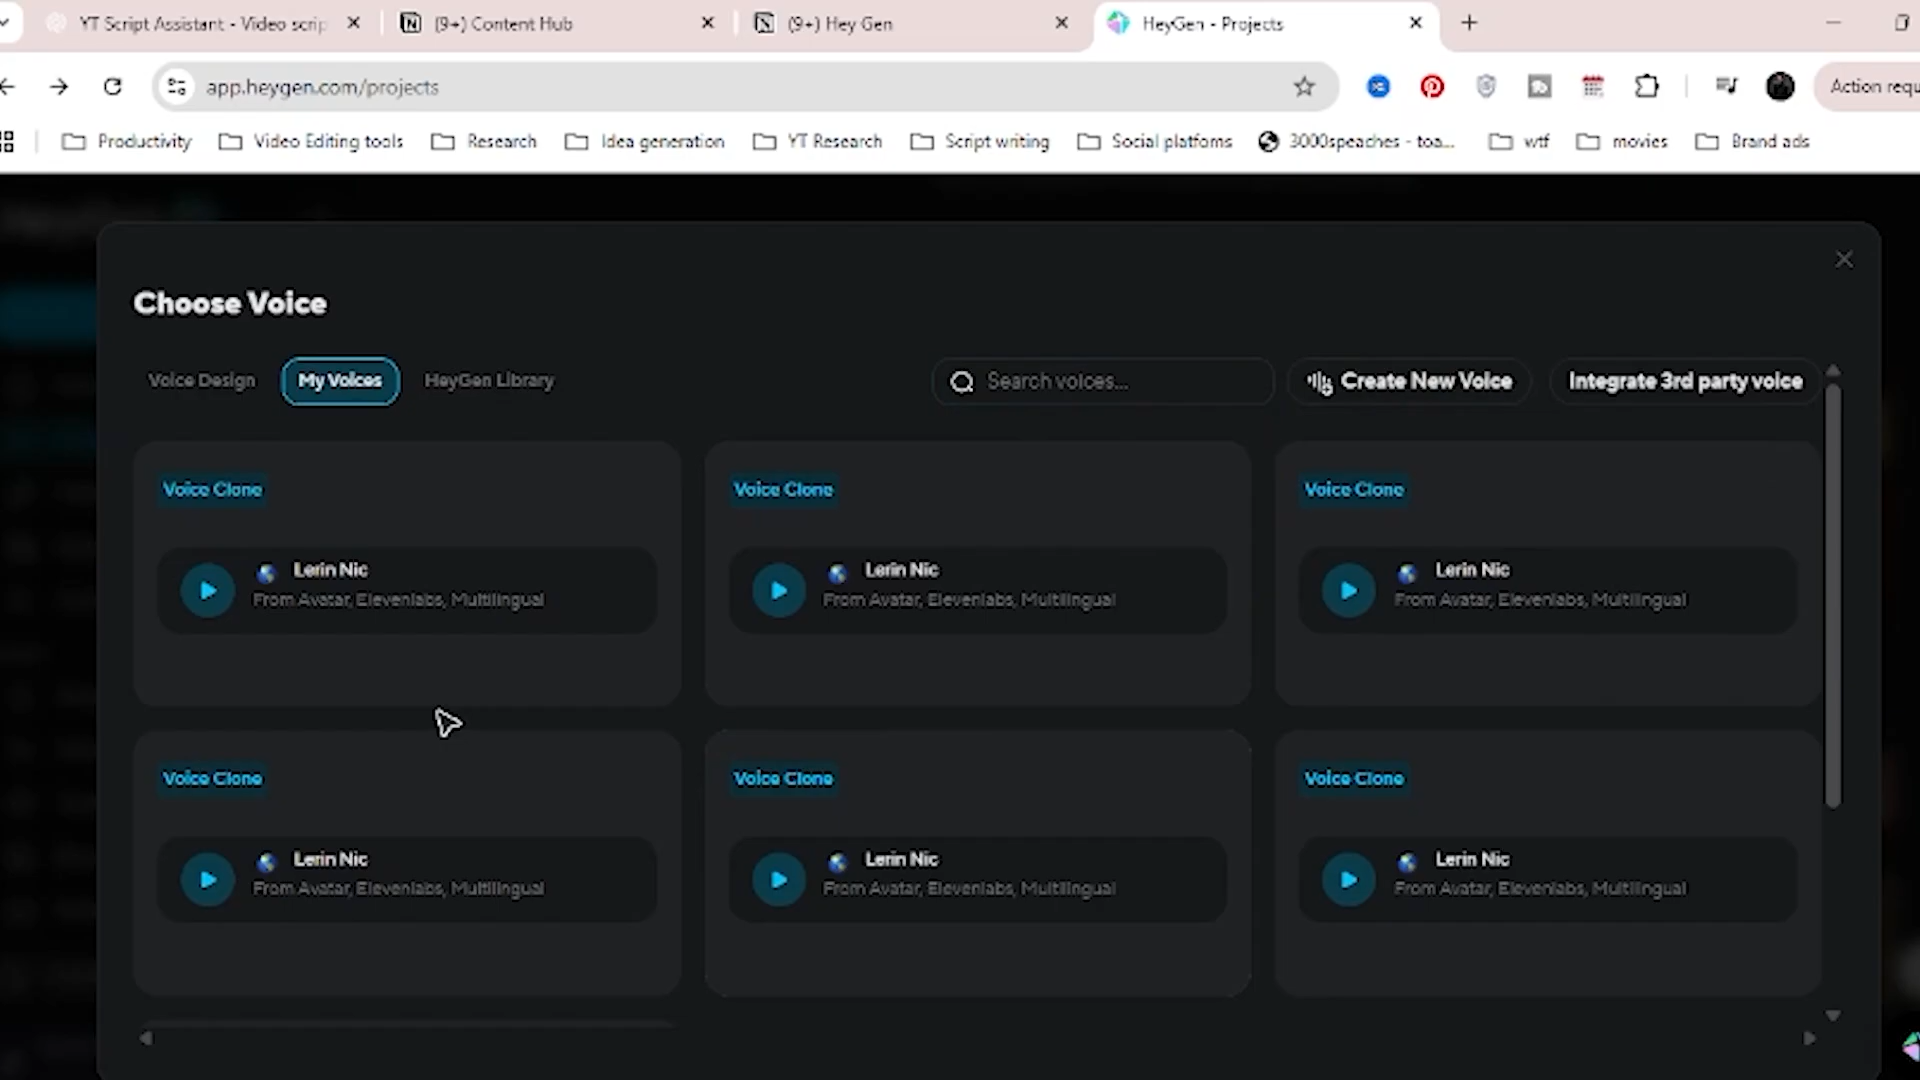 YT Script Assistant - Video scrip
(9+) Content Hub
(9+) Hey Gen
HeyGen - Projects
app.heygen.com/projects
Action requ
Productivity
Video Editing tools
Research
Idea generation
YT Research
Script writing
Social platforms
3000speaches - toa...
wtf
movies
Brand ads
Choose Voice
Voice Design
My Voices
HeyGen Library
Search voices...
Create New Voice
Integrate 3rd party voice
Voice Clone
Voice Clone
Voice Clone
Lerin Nic
From Avatar, Elevenlabs, Multilingual
Lerin Nic
From Avatar, Elevenlabs, Multilingual
Lerin Nic
From Avatar, Elevenlabs, Multilingual
Voice Clone
Voice Clone
Voice Clone
Lerin Nic
From Avatar, Elevenlabs, Multilingual
Lerin Nic
From Avatar, Elevenlabs, Multilingual
Lerin Nic
From Avatar, Elevenlabs, Multilingual